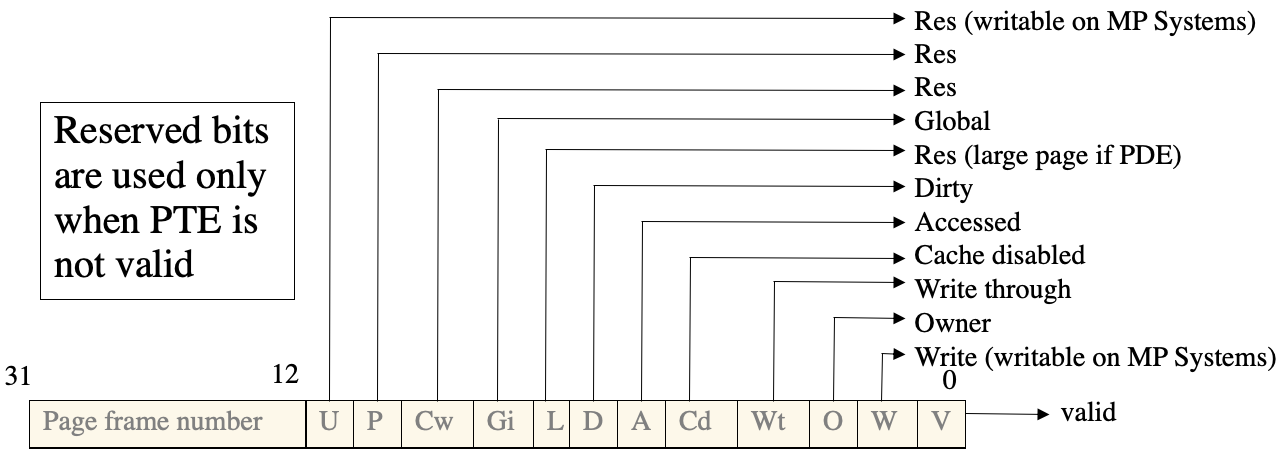 Res (writable on MP Systems)
Res
Res
Global
Res (large page if PDE)
Dirty
Accessed
Cache disabled
Write through
Owner
Write (writable on MP Systems)
Reserved bits
are used only
when PTE is
not valid
31
12
0
Page frame number
U
P
Cw
Gi
L
D
A
Cd
Wt
O
W
V
valid